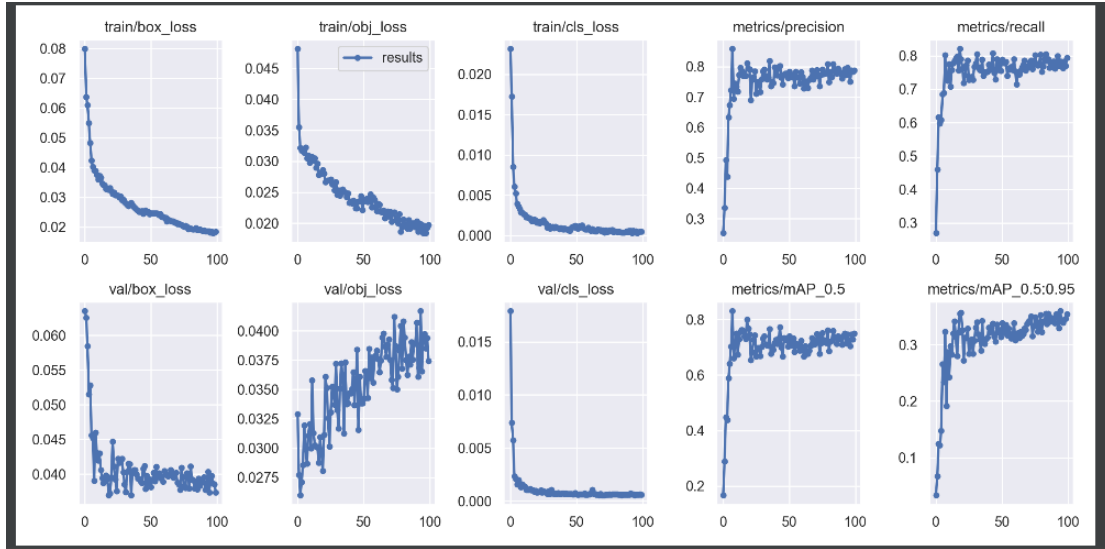 train/box_loss
train/obj_loss
train/cls_loss
metrics/precision
metrics/recall
results
0.08
0.07
0.06
0.05
0.04
0.03
0.02
0 50 100
0.045
0.040
0.035
0.030
0.025
0.020
0 50 100
0.020
0.015
0.010
0.005
0.000
0 50 100
0.8
0.7
0.6
0.5
0.4
0.3
0 50 100
0.8
0.7
0.6
0.5
0.4
0.3
0 50 100
val/box_loss
val/obj_loss
val/cls_loss
metrics/mAP_0.5
metrics/mAP_0.5:0.95
0.060
0.055
0.050
0.045
0.040
0 50 100
0.0400
0.0375
0.0350
0.0325
0.0300
0.0275
0 50 100
0.015
0.010
0.005
0.000
0 50 100
0.8
0.6
0.4
0.2
0 50 100
0.3
0.2
0.1
0 50 100